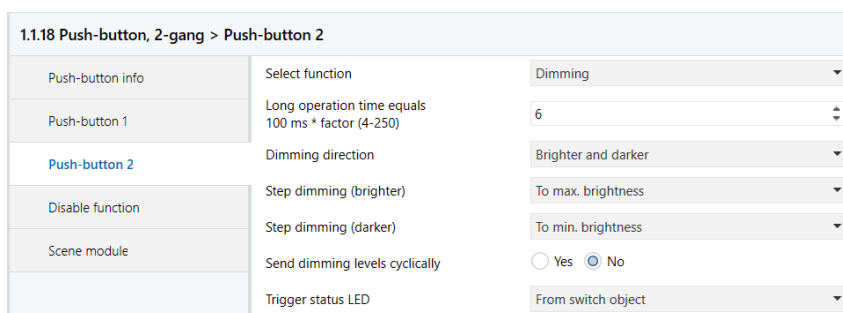 1.1.18 Push-button, 2-gang > Push-button 2
Push-button info
Push-button 1
Push-button 2
Disable function
Scene module
Select function
Dimming
Long operation time equals
100 ms * factor (4-250)
6
Dimming direction
Brighter and darker
Step dimming (brighter)
To max. brightness
Step dimming (darker)
To min. brightness
Send dimming levels cyclically
Yes
No
Trigger status LED
From switch object